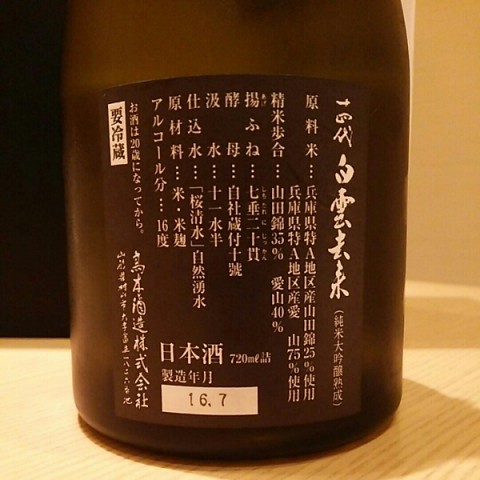 十四代 白雲去来
(純米大吟醸熟成)
原料米…兵庫県特A地区産山田錦25%使用
兵庫県特A地区産愛山75%使用
精米歩合…山田錦35% 愛山40%
揚ふね…七垂二十貫
酵母…自社蔵付十號
汲水…十一水半
仕込水…「桜清水」自然湧水
原材料…米・米麹
アルコール分…16度
お酒は20歳になってから。
要冷蔵
高木酒造株式会社
日本酒 720㎖詰
製造年月
16.7